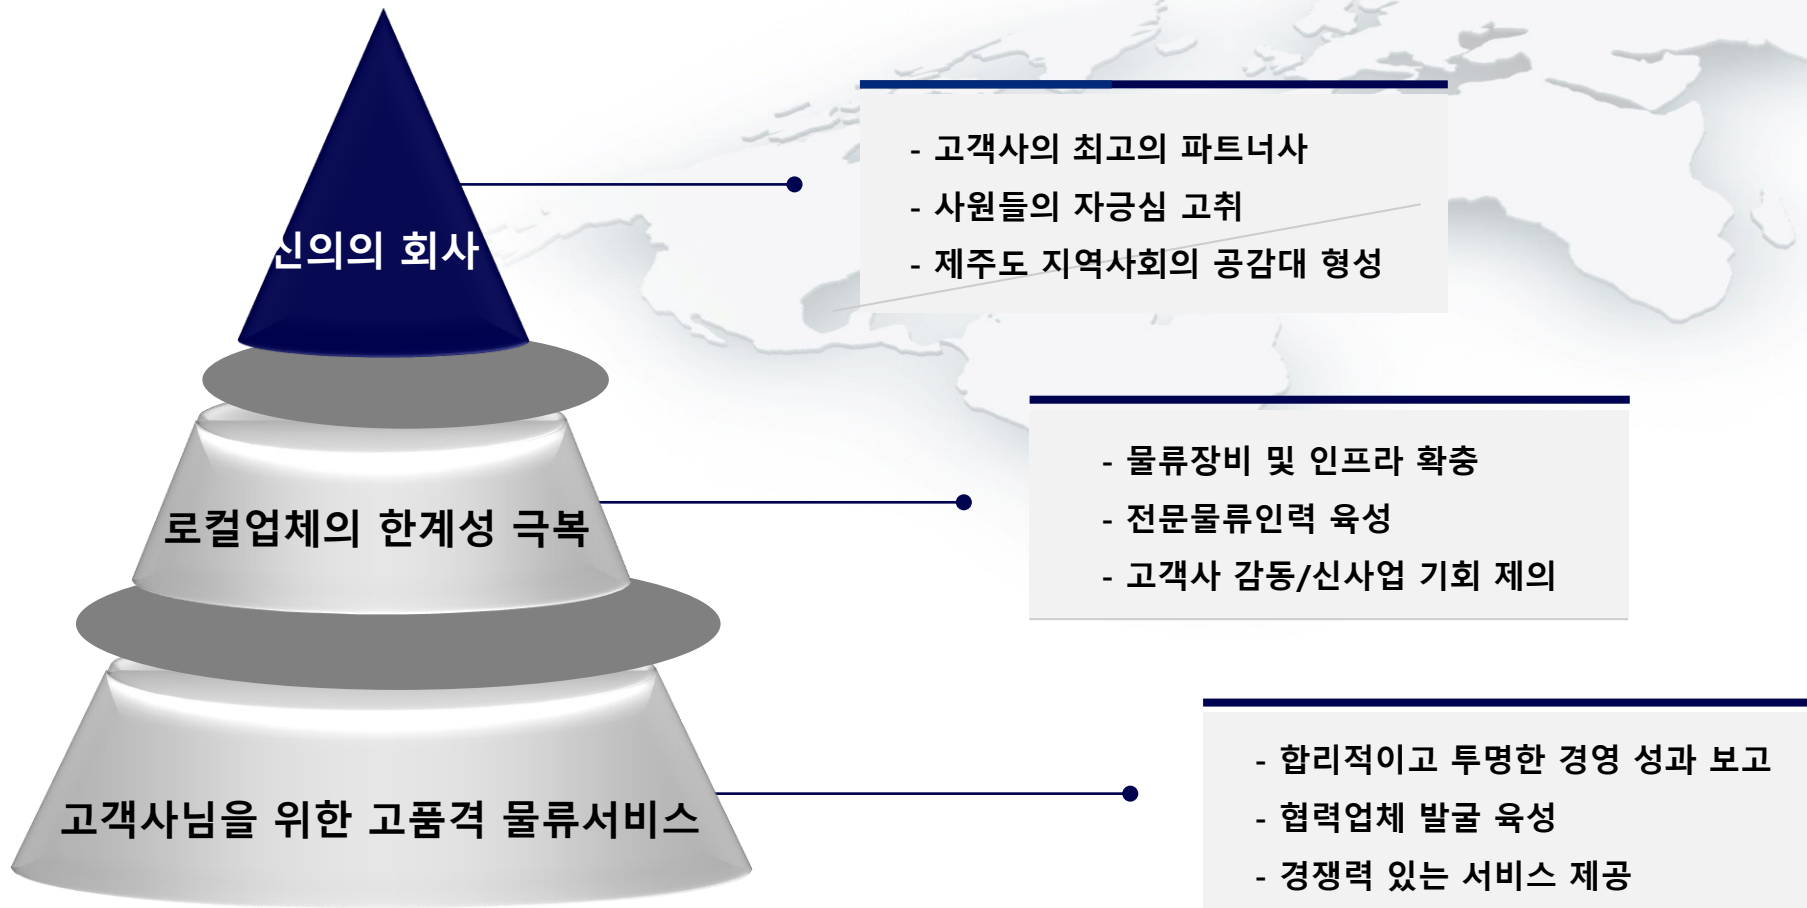 신의의 회사
- 고객사의 최고의 파트너사
- 사원들의 자긍심 고취
- 제주도 지역사회의 공감대 형성
로컬업체의 한계성 극복
- 물류장비 및 인프라 확충
- 전문물류인력 육성
- 고객사 감동/신사업 기회 제의
고객사님을 위한 고품격 물류서비스
- 합리적이고 투명한 경영 성과 보고
- 협력업체 발굴 육성
- 경쟁력 있는 서비스 제공